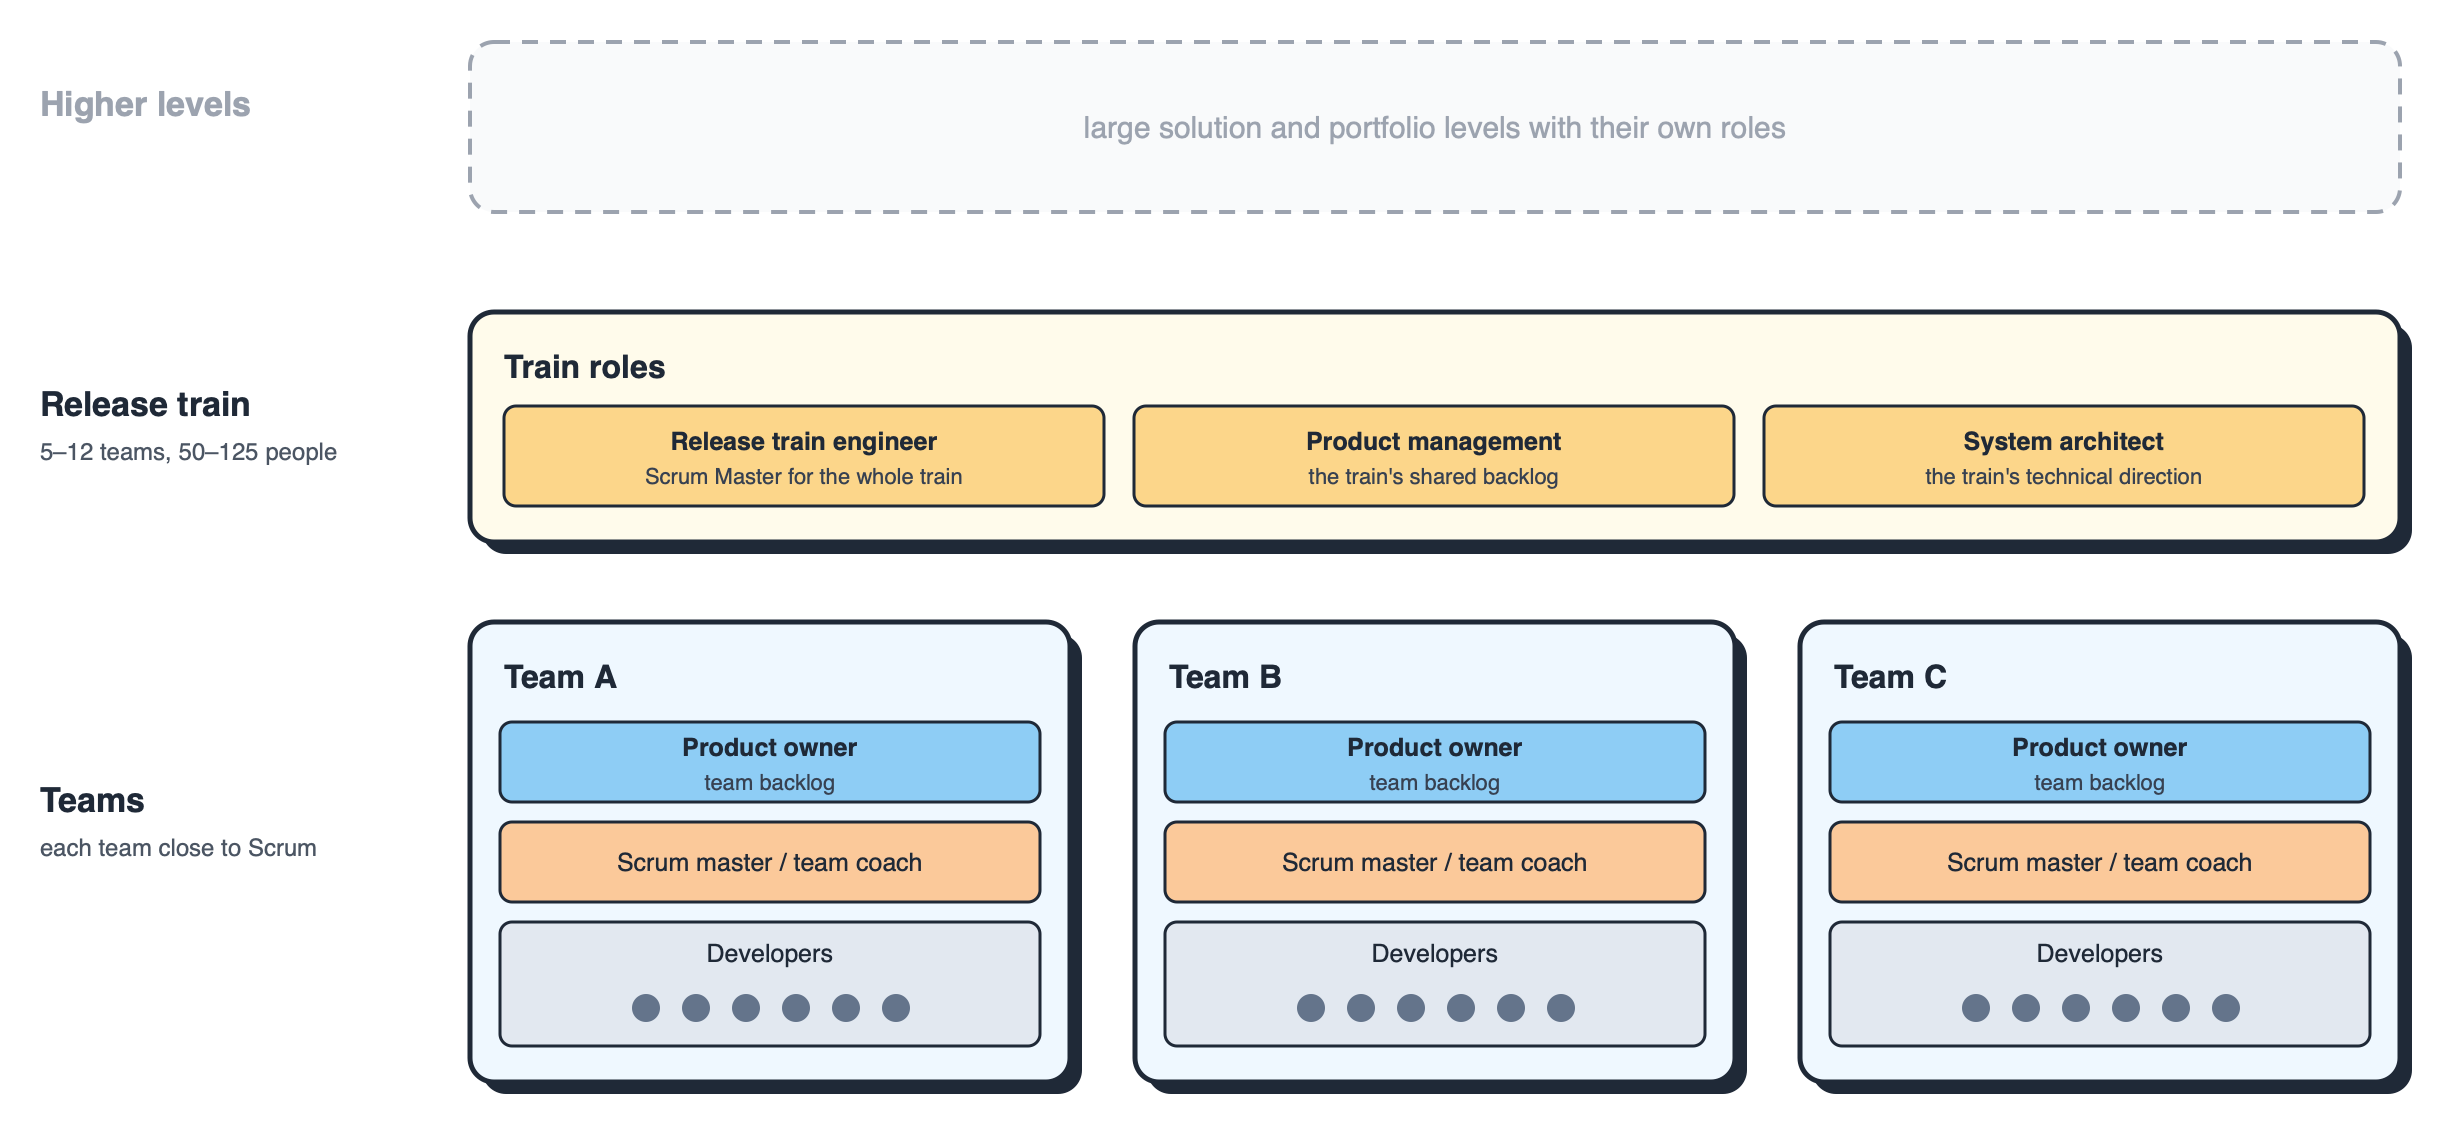 Higher levels
large solution and portfolio levels with their own roles
Release train
5–12 teams, 50–125 people
Train roles
Release train engineer
Scrum Master for the whole train
Product management
the train's shared backlog
System architect
the train's technical direction
Teams
each team close to Scrum
Team A
Product owner
team backlog
Scrum master / team coach
Developers
Team B
Product owner
team backlog
Scrum master / team coach
Developers
Team C
Product owner
team backlog
Scrum master / team coach
Developers